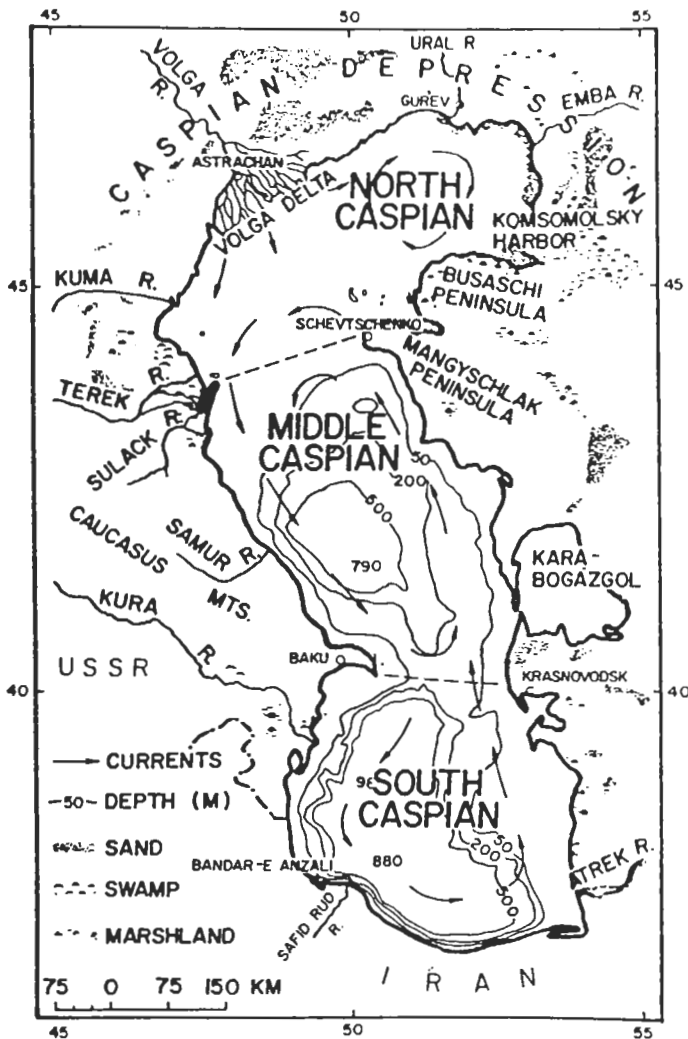 45
50
55
VOLGA
R.
URAL R
CASPIAN DEPRESSION
GUREV
EMBA R.
ASTRACHAN
VOLGA DELTA
NORTH
CASPIAN
KOMSOMOLSKY
HARBOR
45
KUMA R.
BUSASCHI
PENINSULA
45
SCHEVTSCHENKO
MANGYSCHLAK
PENINSULA
TEREK R.
SULACK R.
MIDDLE
CASPIAN
50
200
500
790
SAMUR R.
CAUCASUS
MTS.
KARA-
BOGAZGOL
KURA
R.
BAKU
KRASNOVODSK
USSR
40
40
CURRENTS
-50- DEPTH (M)
SAND
SWAMP
MARSHLAND
SOUTH
CASPIAN
880
50
200
500
BANDAR-E ANZALI
SAFID RUD
R.
ATREK R.
IRAN
75 0 75 150 KM
45
50
55